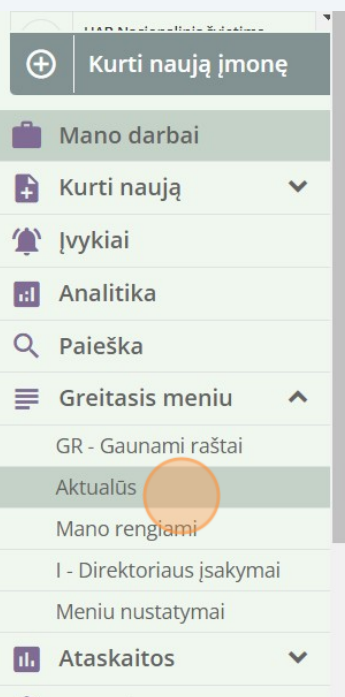 Kurti naują įmonę
Mano darbai
Kurti naują
Įvykiai
Analitika
Paieška
Greitasis meniu
GR - Gaunami raštai
Aktualūs
Mano rengiami
I - Direktoriaus įsakymai
Meniu nustatymai
Ataskaitos